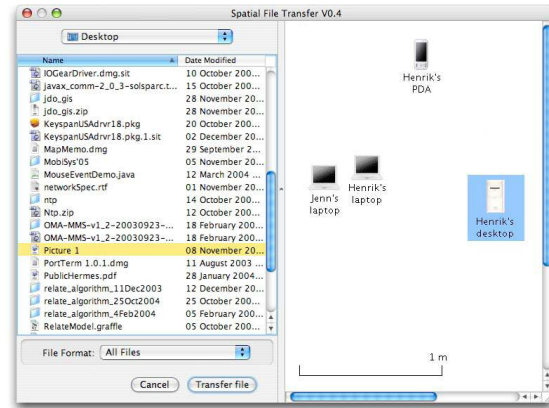 Spatial File Transfer V0.4
Desktop
Name Date Modified
IOGearDriver.dmg.sit 10 October 200...
javax_comm-2_0_3-solsparc.t... 15 October 200...
jdo_gis 28 November 20...
jdo_gis.zip 28 November 20...
KeyspanUSAdrvr18.pkg 20 October 200...
KeyspanUSAdrvr18.pkg.1.sit 02 December 20...
MapMemo.dmg 29 September 2...
MobiSys'05 05 November 20...
MouseEventDemo.java 12 March 2004 ...
networkSpec.rtf 01 November 20...
ntp 14 October 200...
Ntp.zip 12 October 200...
OMA-MMS-v1_2-20030923-... 18 February 200...
OMA-MMS-v1_2-20030923-... 18 February 200...
Picture 1 08 November 20...
PortTerm 1.0.1.dmg 11 August 2003 ...
PublicHermes.pdf 28 January 2004...
relate_algorithm_11Dec2003 12 December 20...
relate_algorithm_25Oct2004 25 October 200...
relate_algorithm_4Feb2004 05 February 200...
RelateModel.graffle 05 October 200...
File Format: All Files
Cancel Transfer file
Henrik's
PDA
Jenn's
laptop
Henrik's
laptop
Henrik's
desktop
1 m